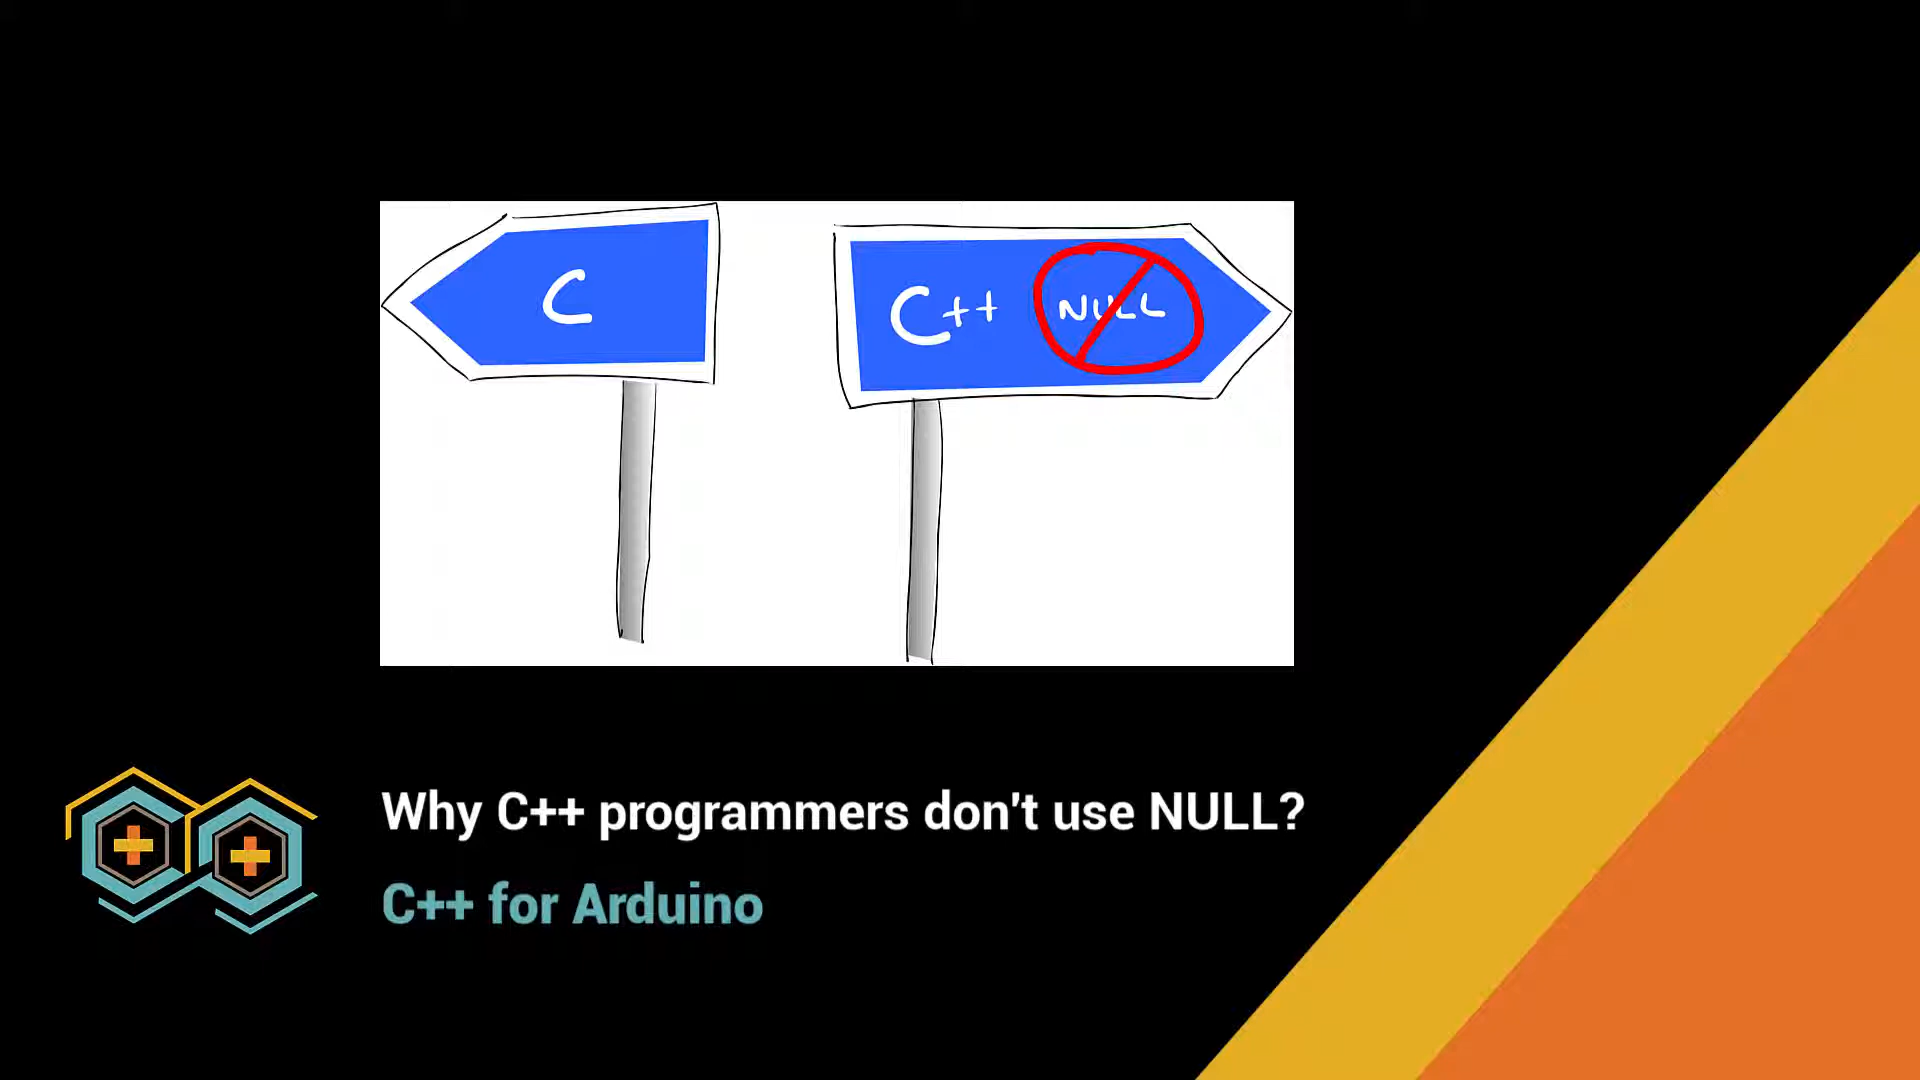 C
C++ NULL
Why C++ programmers don't use NULL?
C++ for Arduino